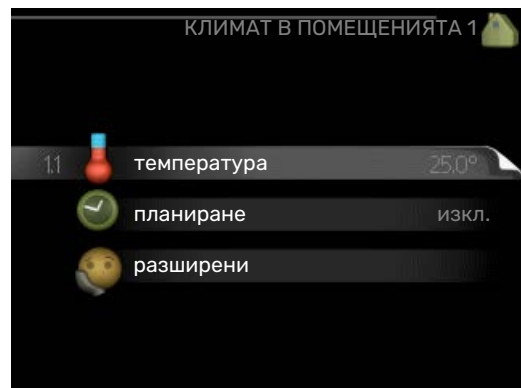 КЛИМАТ В ПОМЕЩЕНИЯТА 1
1.1 температура 25.0°
планиране изкл.
разширени